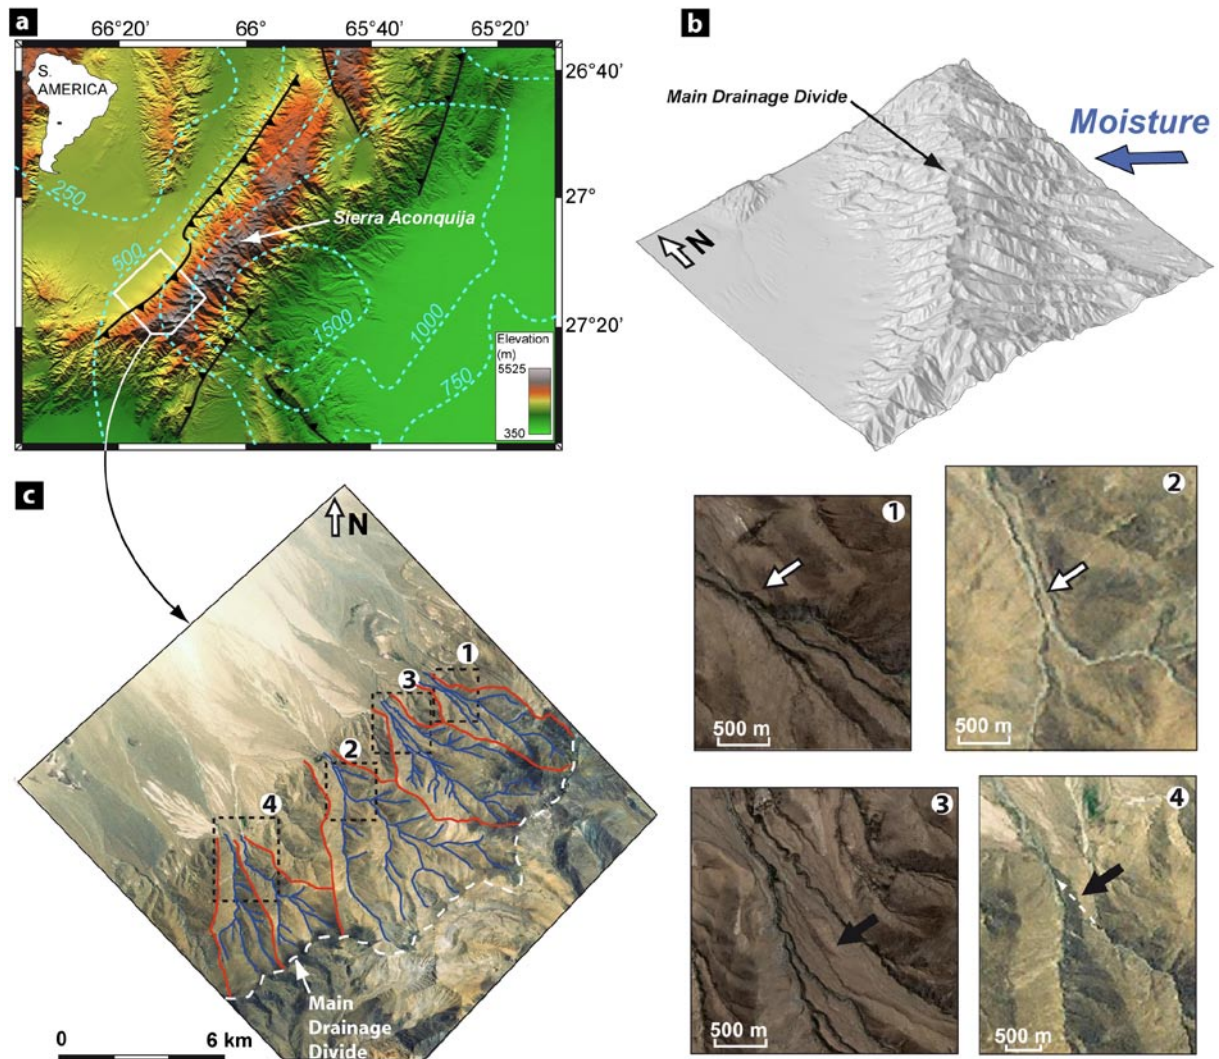 a
66°20'
66°
65°40'
65°20'
S.
AMERICA
26°40'
27°
27°20'
250
500
Sierra Aconquija
1500
1000
750
Elevation
(m)
5525
350
b
Main Drainage Divide
Moisture
N
c
N
1
3
2
4
Main
Drainage
Divide
0
6 km
1
500 m
2
500 m
3
500 m
4
500 m